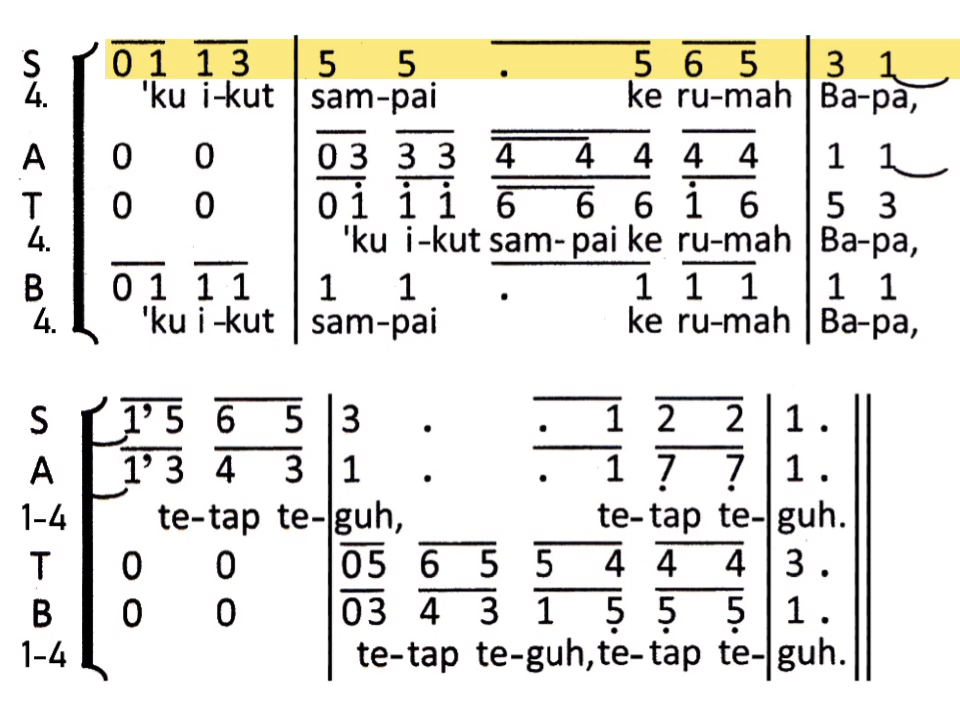 S 0 1 1 3 | 5 5 . 5 6 5 | 3 1
4. 'ku i-kut sam-pai ke ru-mah Ba-pa,
A 0 0 | 0 3 3 3 4 4 4 4 4 | 1 1
T 0 0 | 0 1̇ 1̇ 1̇ 6 6 6 1̇ 6 | 5 3
4. 'ku i-kut sam-pai ke ru-mah Ba-pa,
B 0 1 1 1 | 1 1 . 1 1 1 | 1 1
4. 'ku i-kut sam-pai ke ru-mah Ba-pa,
S 1’ 5 6 5 | 3 . . 1 2 2 | 1 . ||
A 1’ 3 4 3 | 1 . . 1 7̣ 7̣ | 1 . ||
1-4 te-tap te-guh, te-tap te-guh.
T 0 0 | 0 5 6 5 5 4 4 4 | 3 . ||
B 0 0 | 0 3 4 3 1 5̣ 5̣ 5̣ | 1 . ||
1-4 te-tap te-guh,te-tap te-guh.